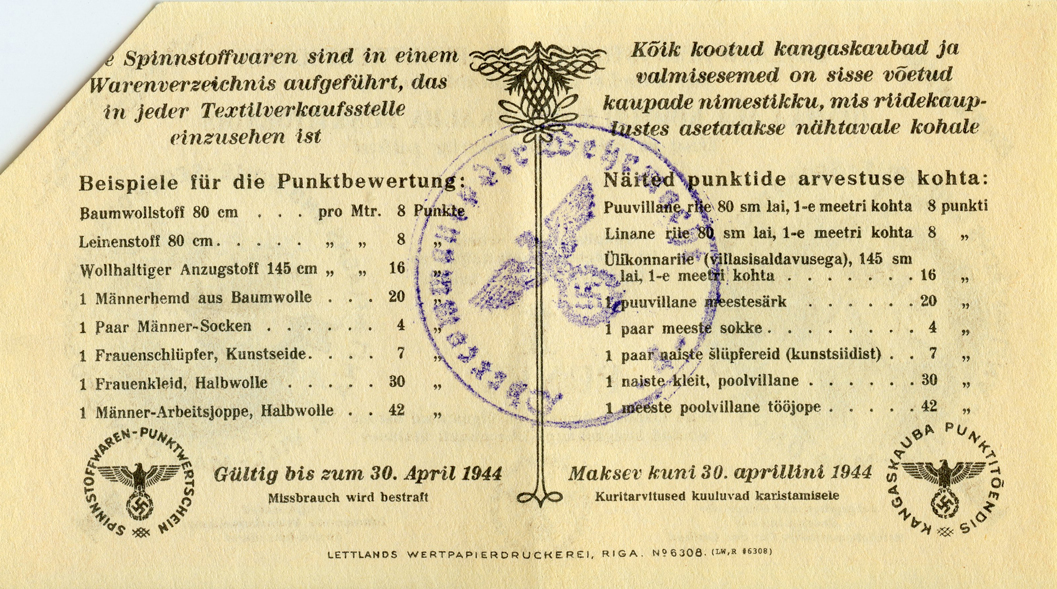 e Spinnstoffwaren sind in einem
Warenverzeichnis aufgeführt, das
in jeder Textilverkaufsstelle
einzusehen ist
Beispiele für die Punktbewertung:
Baumwollstoff 80 cm . . . pro Mtr. 8 Punkte
Leinenstoff 80 cm . . . . . „ „ 8 „
Wollhaltiger Anzugstoff 145 cm „ „ 16 „
1 Männerhemd aus Baumwolle . . . 20 „
1 Paar Männer-Socken . . . . . . 4 „
1 Frauenschlüpfer, Kunstseide . . . . 7 „
1 Frauenkleid, Halbwolle . . . . . 30 „
1 Männer-Arbeitsjoppe, Halbwolle . . 42 „
SPINNSTOFFWAREN-PUNKTWERTSCHEIN
Gültig bis zum 30. April 1944
Missbrauch wird bestraft
Kõik kootud kangaskaubad ja
valmisesemed on sisse võetud
kaupade nimestikku, mis riidekaup-
lustes asetatakse nähtavale kohale
Näited punktide arvestuse kohta:
Puuvillane riie 80 sm lai, 1-e meetri kohta 8 punkti
Linane riie 80 sm lai, 1-e meetri kohta 8 „
Ülikonnariie (villasisaldavusega), 145 sm
lai, 1-e meetri kohta . . . . . . . 16 „
1 puuvillane meestesärk . . . . . . 20 „
1 paar meeste sokke . . . . . . . . 4 „
1 paar naiste šlüpfereid (kunstsiidist) . . 7 „
1 naiste kleit, poolvillane . . . . . . 30 „
1 meeste poolvillane tööjope . . . . . 42 „
Maksev kuni 30. aprillini 1944
Kuritarvitused kuuluvad karistamisele
KANGASKAUBA PUNKTITÕENDIS
Oberkommando der Wehrmacht
LETTLANDS WERTPAPIERDRUCKEREI, RIGA. Nº6308. (LW,R #6308)